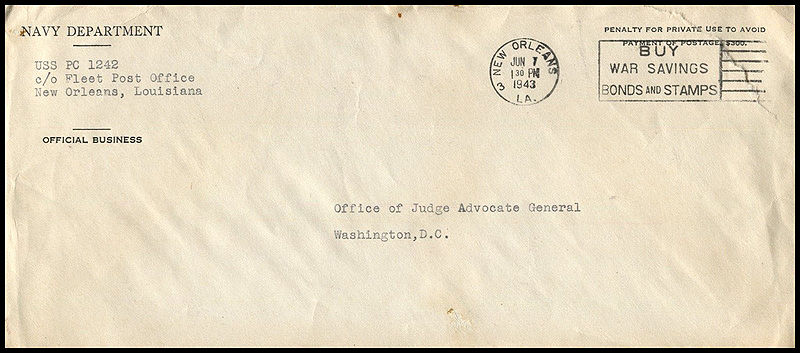 NAVY DEPARTMENT
USS PC 1242
c/o Fleet Post Office
New Orleans, Louisiana
OFFICIAL BUSINESS
3 NEW ORLEANS
JUN 7
1 30 PM
1943
LA.
PENALTY FOR PRIVATE USE TO AVOID
PAYMENT OF POSTAGE, $300.
BUY
WAR SAVINGS
BONDS AND STAMPS
Office of Judge Advocate General
Washington,D.C.